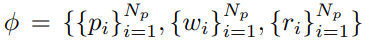 ϕ = {{p_i}_{i=1}^{N_p}, {w_i}_{i=1}^{N_p}, {r_i}_{i=1}^{N_p}}